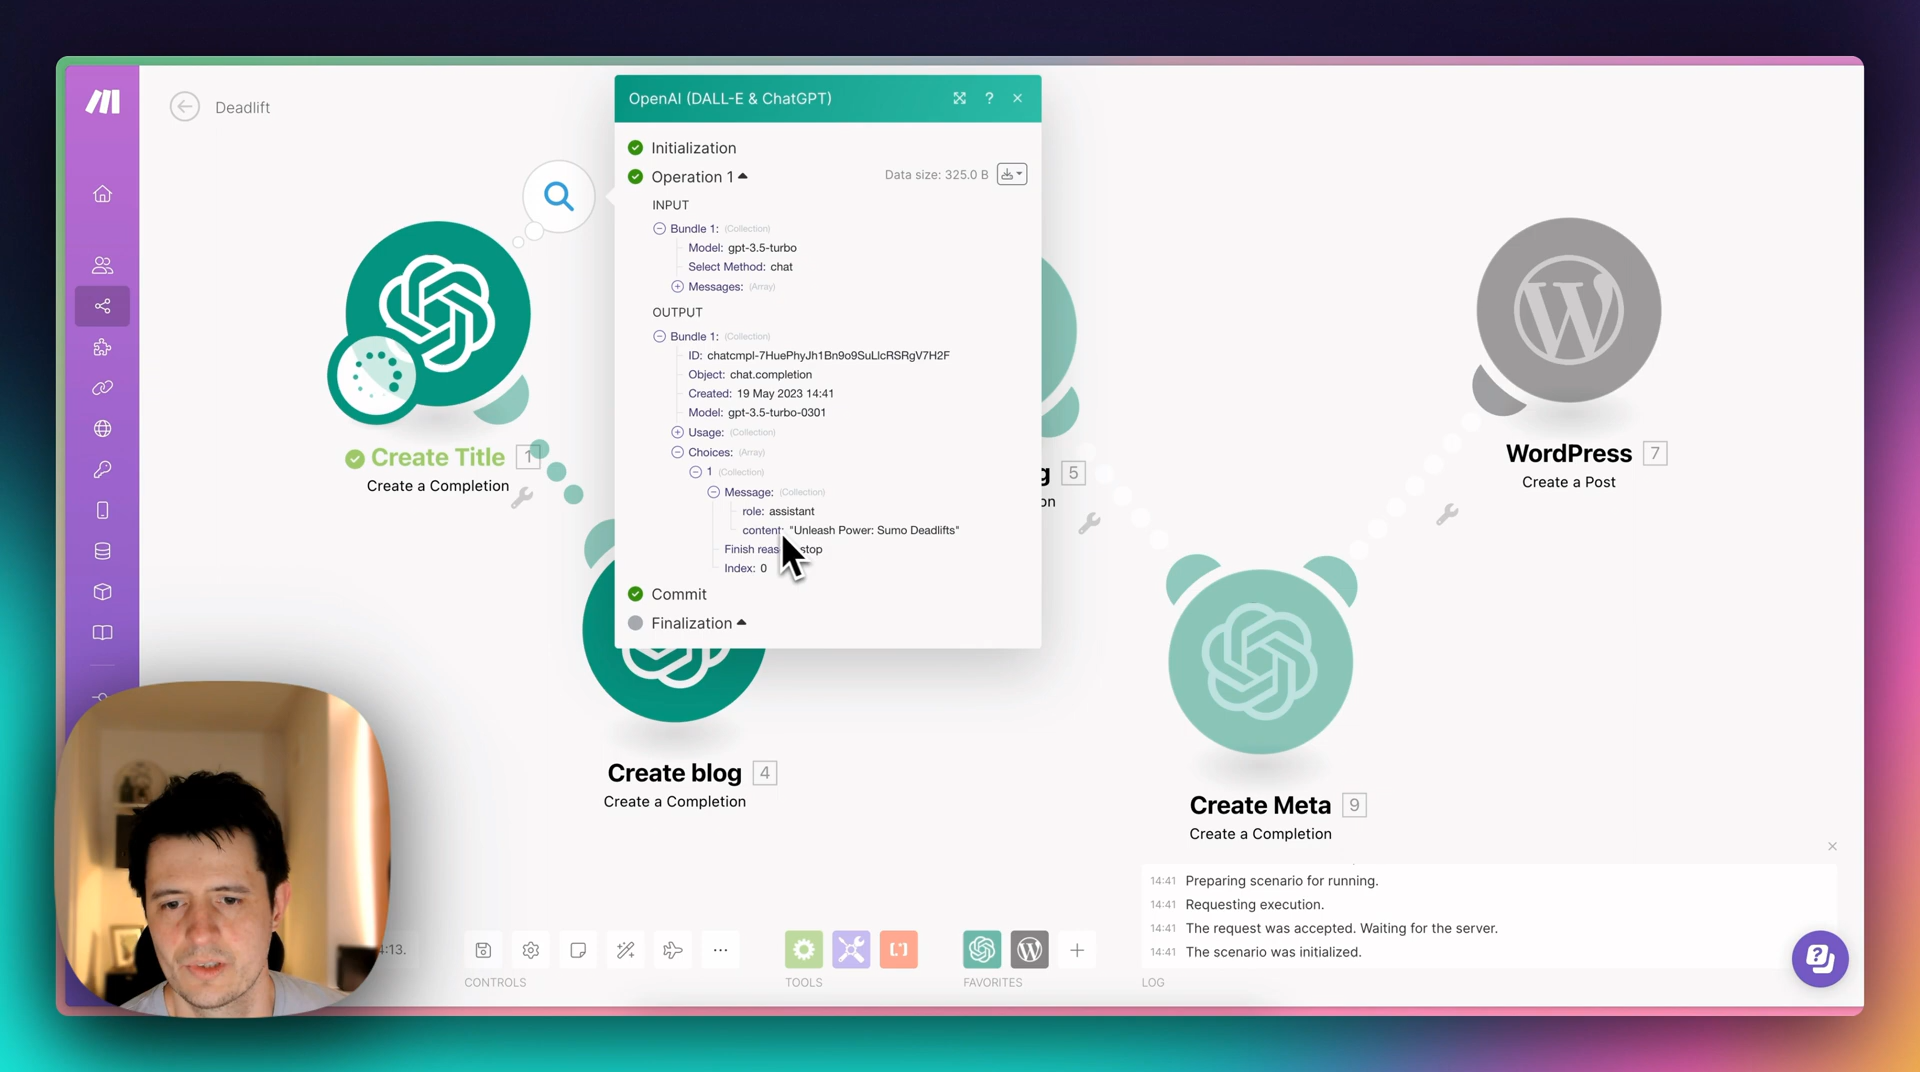 Deadlift
OpenAI (DALL-E & ChatGPT)
?
Initialization
Operation 1
Data size: 325.0 B
INPUT
Bundle 1: (Collection)
Model: gpt-3.5-turbo
Select Method: chat
Messages: (Array)
OUTPUT
Bundle 1: (Collection)
ID: chatcmpl-7HuePhyJh1Bn9o9SuLlcRSRgV7H2F
Object: chat.completion
Created: 19 May 2023 14:41
Model: gpt-3.5-turbo-0301
Usage: (Collection)
Choices: (Array)
1 (Collection)
Message: (Collection)
role: assistant
content: "Unleash Power: Sumo Deadlifts"
Finish reas stop
Index: 0
Commit
Finalization
Create Title 1
Create a Completion
g 5
on
WordPress 7
Create a Post
Create blog 4
Create a Completion
Create Meta 9
Create a Completion
14:41 Preparing scenario for running.
14:41 Requesting execution.
14:41 The request was accepted. Waiting for the server.
14:41 The scenario was initialized.
4:13.
CONTROLS
TOOLS
FAVORITES
LOG